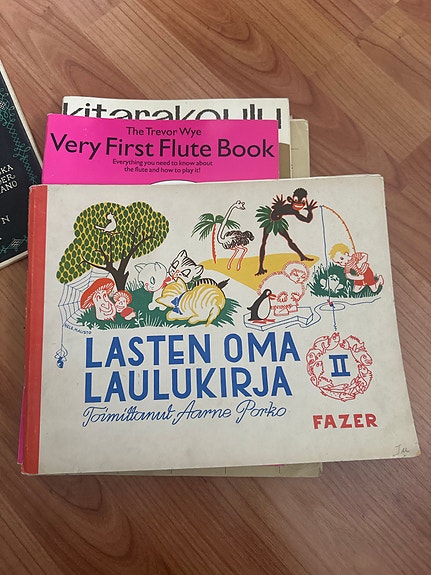 kitarakoulu
The Trevor Wye
Very First Flute Book
Everything you need to know about
the flute and how to play it!
LASTEN OMA
LAULUKIRJA
II
Toimittanut Aarne Porko
FAZER